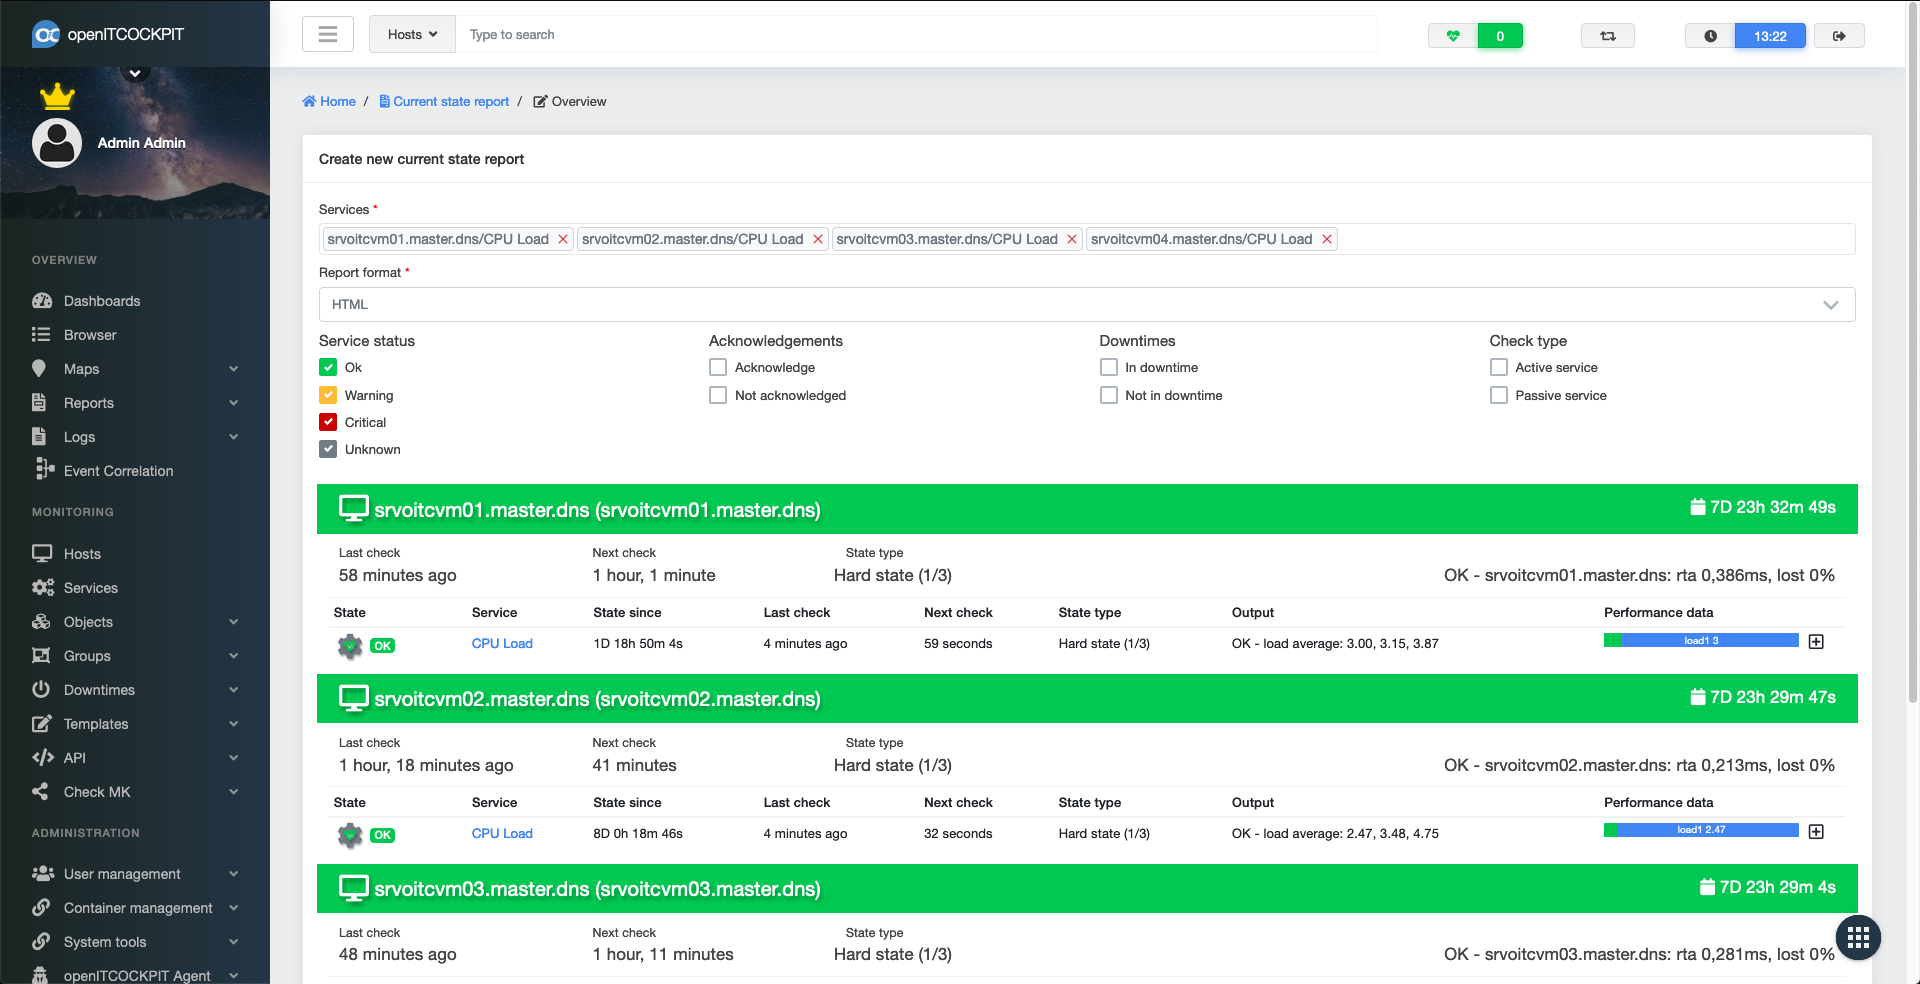 openITCOCKPIT
Hosts
Type to search
0
13:22
Admin Admin
Home / Current state report / Overview
Create new current state report
Services *
srvoitcvm01.master.dns/CPU Load
srvoitcvm02.master.dns/CPU Load
srvoitcvm03.master.dns/CPU Load
srvoitcvm04.master.dns/CPU Load
Report format *
HTML
Service status
Ok
Warning
Critical
Unknown
Acknowledgements
Acknowledge
Not acknowledged
Downtimes
In downtime
Not in downtime
Check type
Active service
Passive service
srvoitcvm01.master.dns (srvoitcvm01.master.dns)
7D 23h 32m 49s
Last check
58 minutes ago
Next check
1 hour, 1 minute
State type
Hard state (1/3)
OK - srvoitcvm01.master.dns: rta 0,386ms, lost 0%
State Service State since Last check Next check State type Output Performance data
OK CPU Load 1D 18h 50m 4s 4 minutes ago 59 seconds Hard state (1/3) OK - load average: 3.00, 3.15, 3.87 load1 3
srvoitcvm02.master.dns (srvoitcvm02.master.dns)
7D 23h 29m 47s
Last check
1 hour, 18 minutes ago
Next check
41 minutes
State type
Hard state (1/3)
OK - srvoitcvm02.master.dns: rta 0,213ms, lost 0%
State Service State since Last check Next check State type Output Performance data
OK CPU Load 8D 0h 18m 46s 4 minutes ago 32 seconds Hard state (1/3) OK - load average: 2.47, 3.48, 4.75 load1 2.47
srvoitcvm03.master.dns (srvoitcvm03.master.dns)
7D 23h 29m 4s
Last check
48 minutes ago
Next check
1 hour, 11 minutes
State type
Hard state (1/3)
OK - srvoitcvm03.master.dns: rta 0,281ms, lost 0%
OVERVIEW
Dashboards
Browser
Maps
Reports
Logs
Event Correlation
MONITORING
Hosts
Services
Objects
Groups
Downtimes
Templates
API
Check MK
ADMINISTRATION
User management
Container management
System tools
openITCOCKPIT Agent